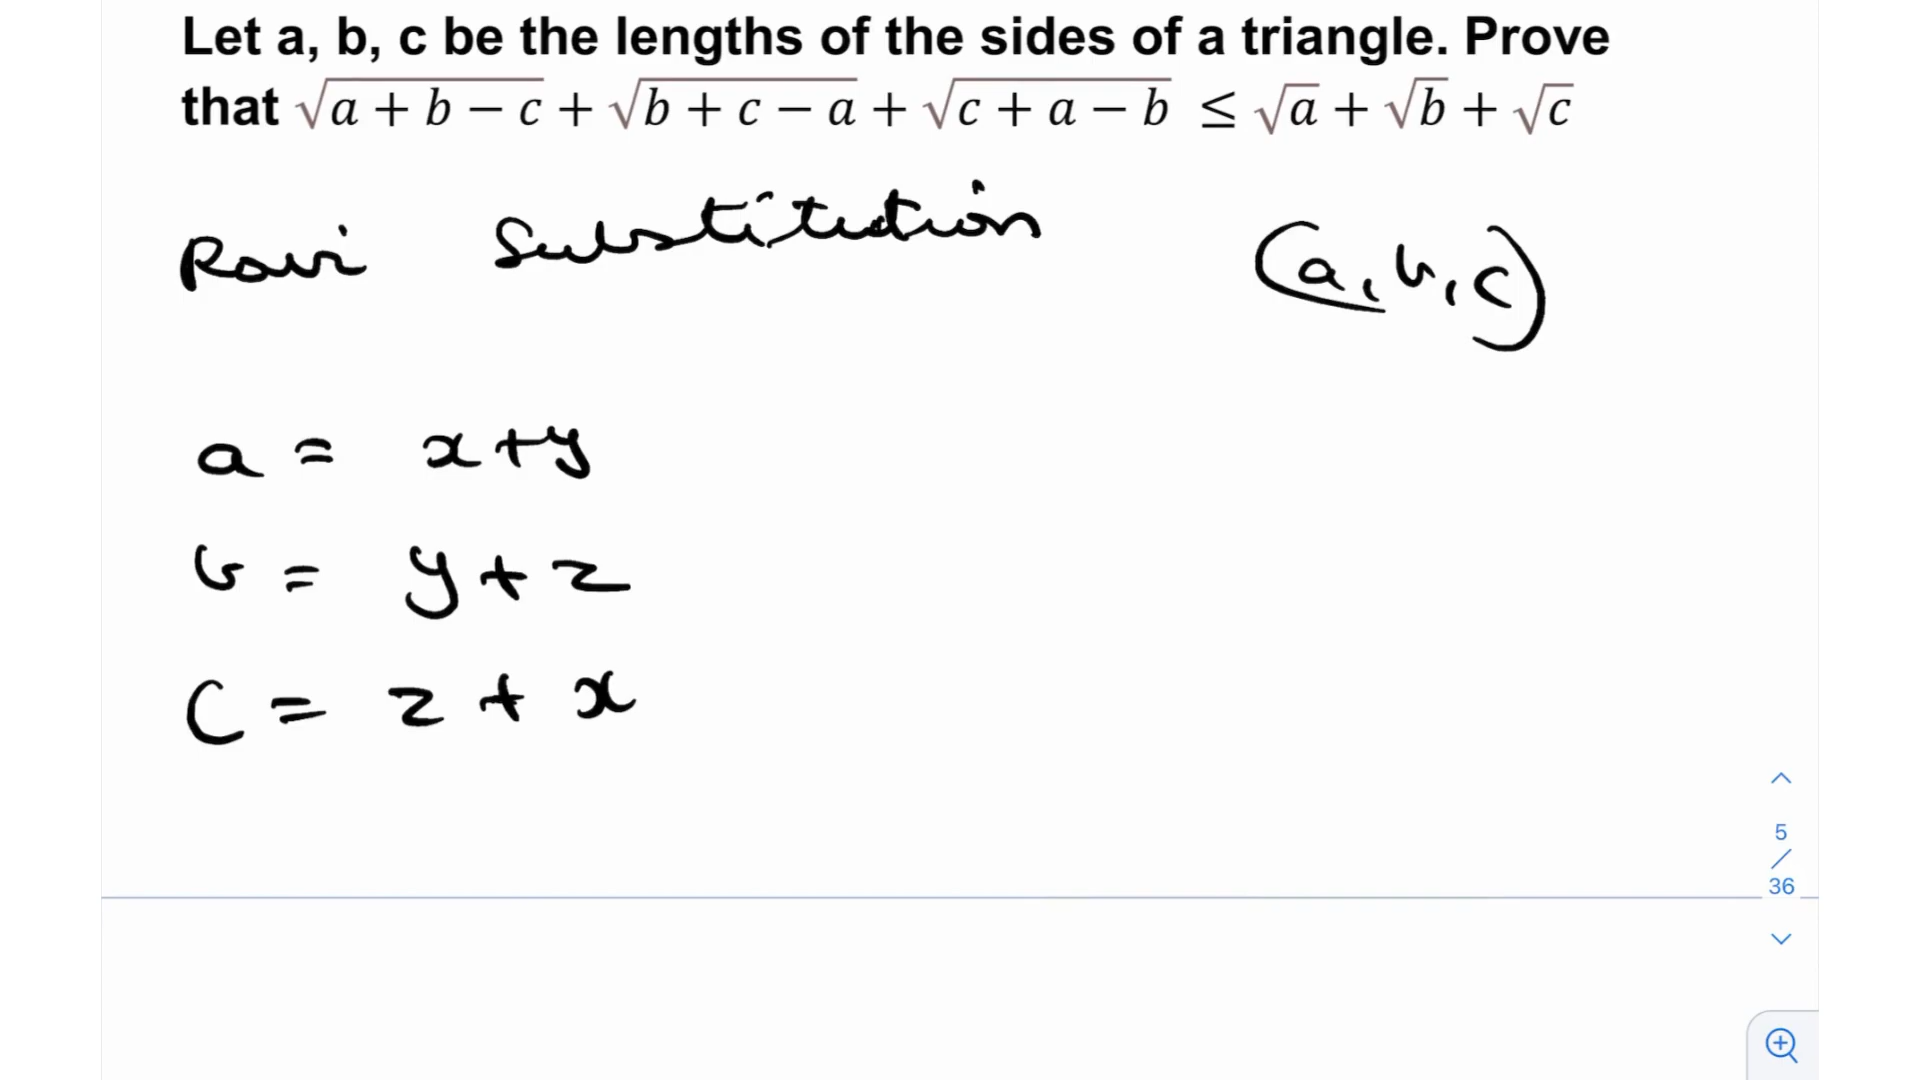 Let a, b, c be the lengths of the sides of a triangle. Prove
that √(a + b − c) + √(b + c − a) + √(c + a − b) ≤ √a + √b + √c
Ravi Substitution (a, b, c)
a = x+y
b = y+z
c = z + x
5
/
36